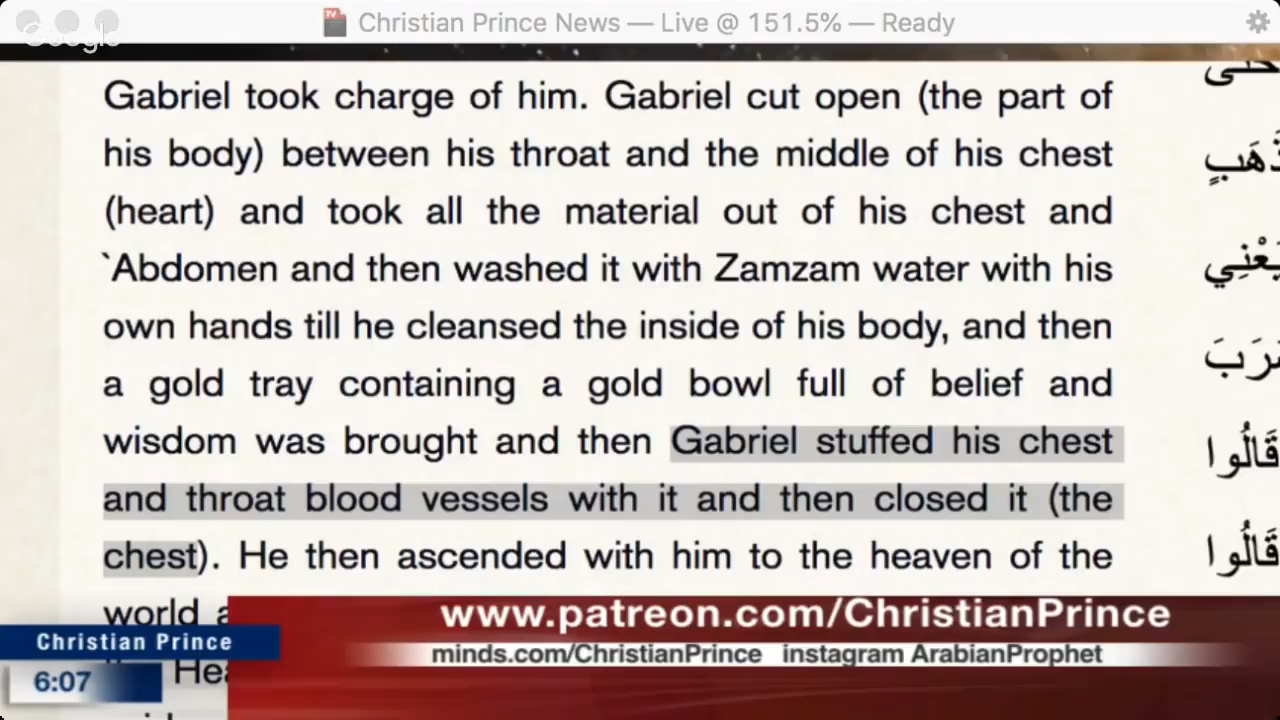 Christian Prince News — Live @ 151.5% — Ready
Google
Gabriel took charge of him. Gabriel cut open (the part of
his body) between his throat and the middle of his chest
(heart) and took all the material out of his chest and
`Abdomen and then washed it with Zamzam water with his
own hands till he cleansed the inside of his body, and then
a gold tray containing a gold bowl full of belief and
wisdom was brought and then Gabriel stuffed his chest
and throat blood vessels with it and then closed it (the
chest). He then ascended with him to the heaven of the
world
قَالُوا
قَالُوا
www.patreon.com/ChristianPrince
Christian Prince
minds.com/ChristianPrince instagram ArabianProphet
6:07